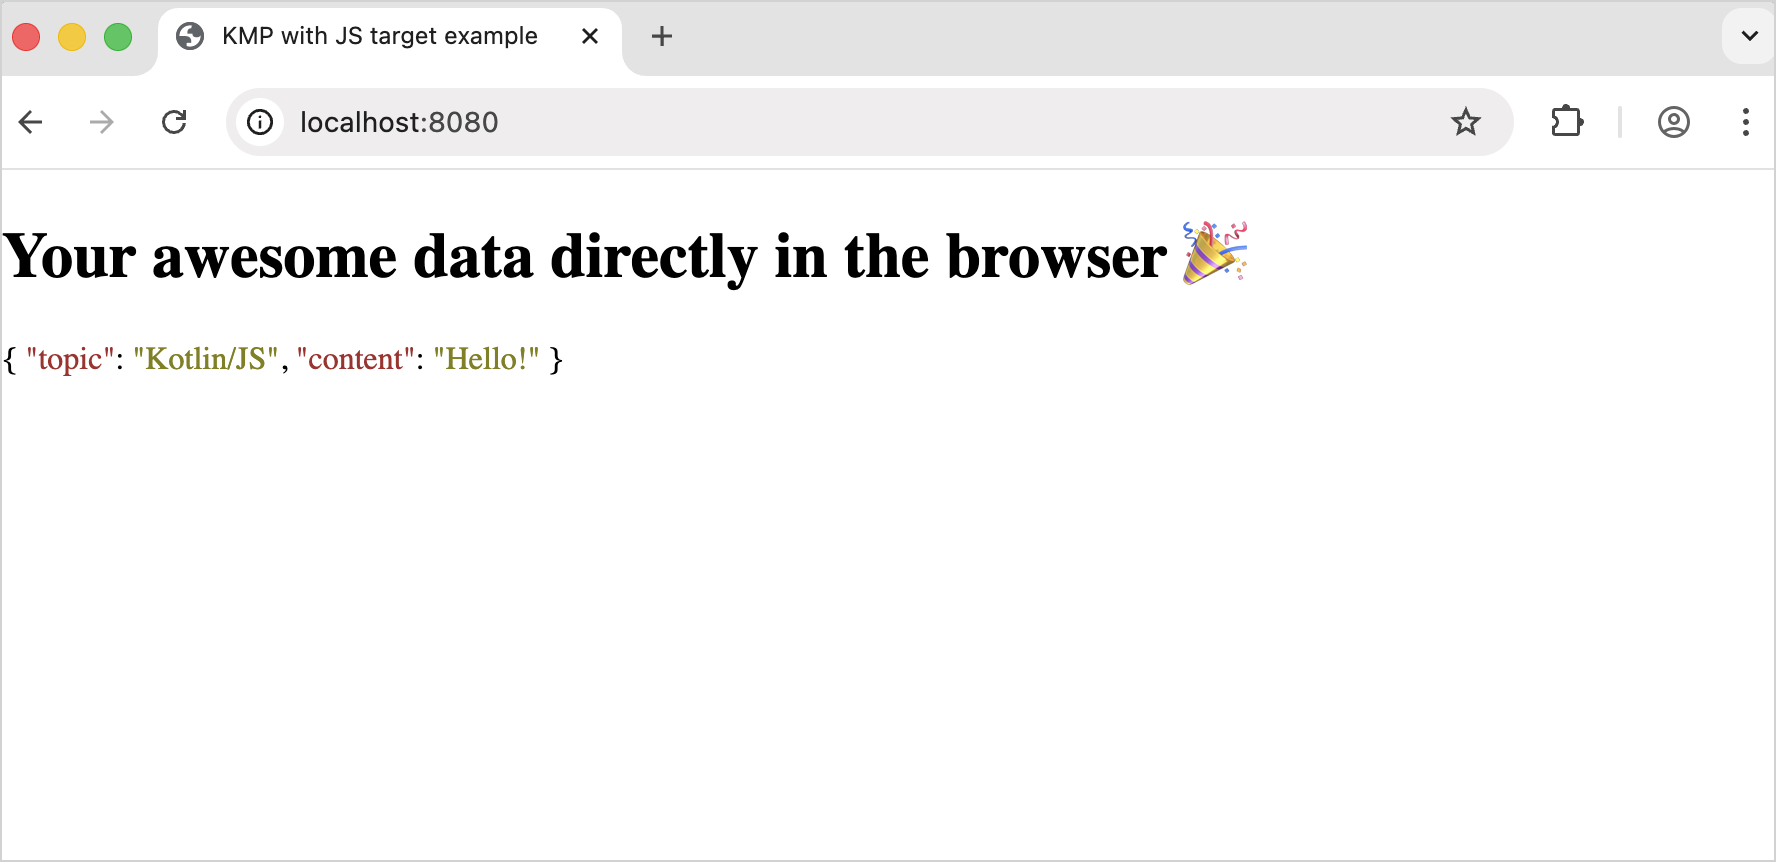 KMP with JS target example
localhost:8080
Your awesome data directly in the browser 🎉
{ "topic": "Kotlin/JS", "content": "Hello!" }